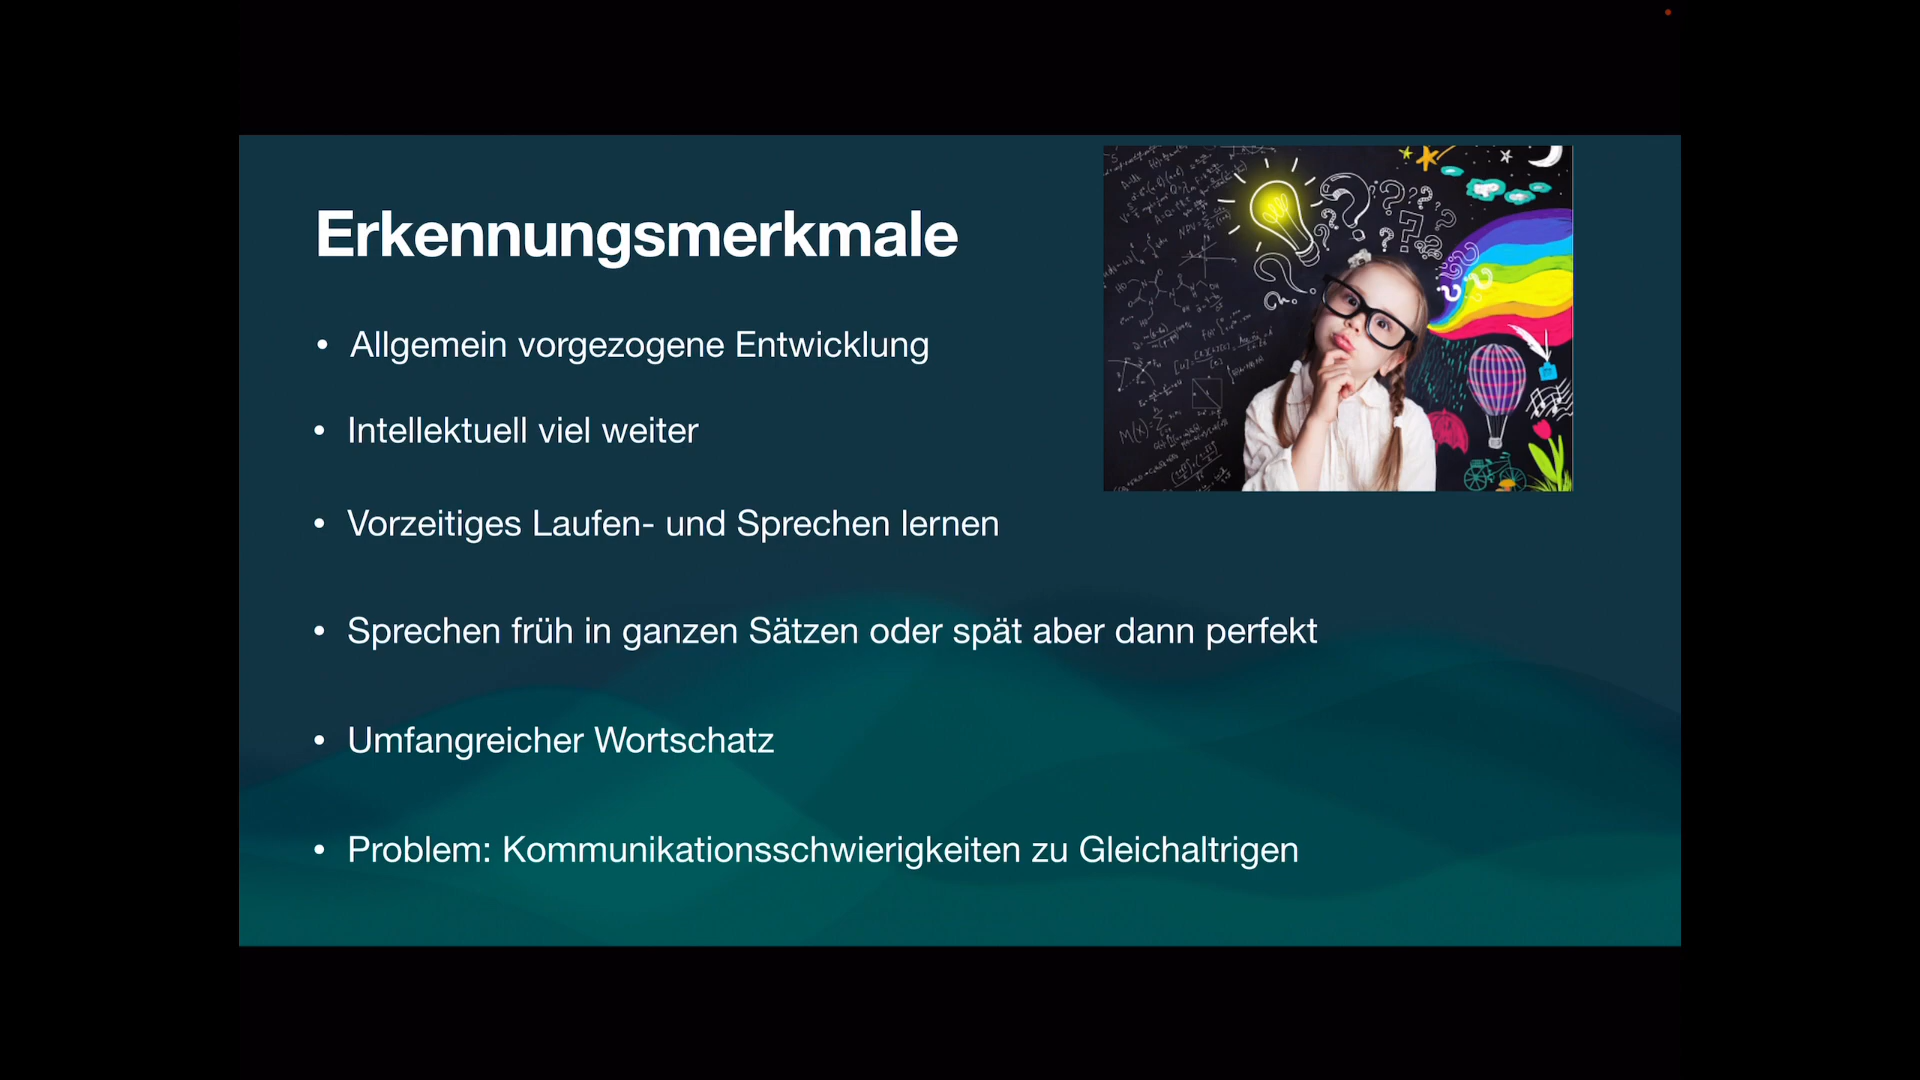 Erkennungsmerkmale
• Allgemein vorgezogene Entwicklung
• Intellektuell viel weiter
• Vorzeitiges Laufen- und Sprechen lernen
• Sprechen früh in ganzen Sätzen oder spät aber dann perfekt
• Umfangreicher Wortschatz
• Problem: Kommunikationsschwierigkeiten zu Gleichaltrigen